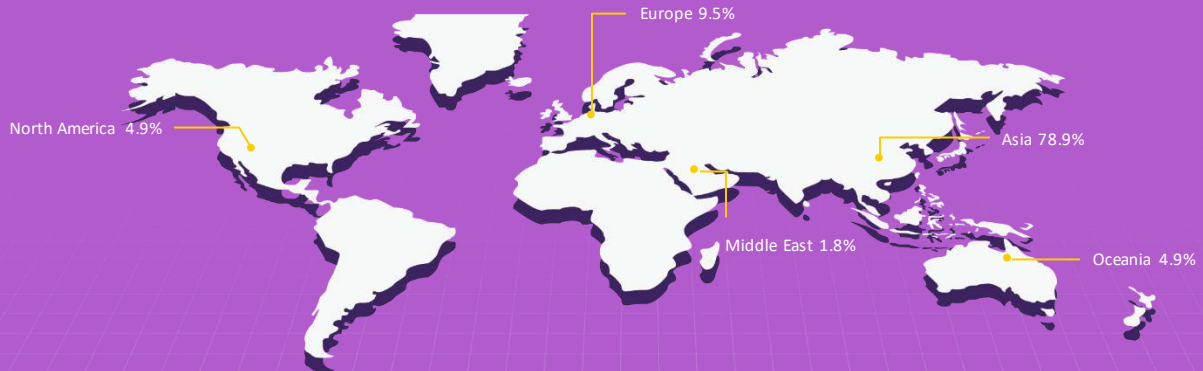 Europe 9.5%
North America 4.9%
Asia 78.9%
Middle East 1.8%
Oceania 4.9%